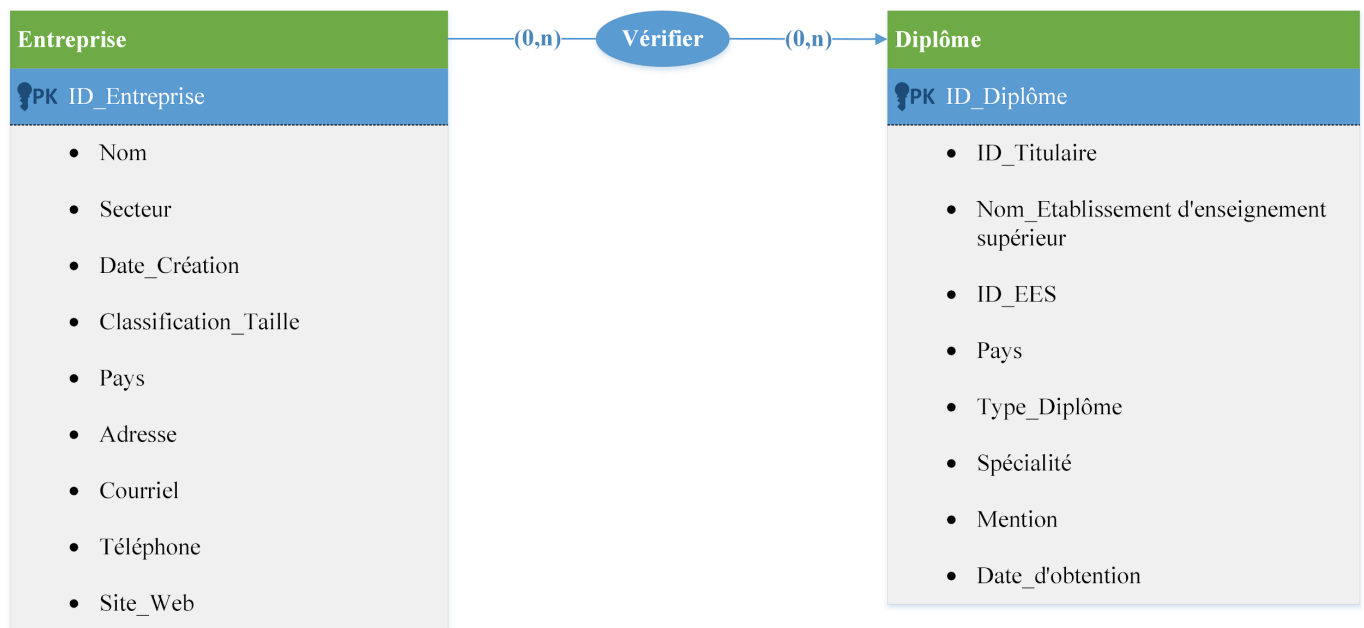 Entreprise
(0,n)
Vérifier
(0,n)
Diplôme
PK ID_Entreprise
PK ID_Diplôme
• Nom
• Secteur
• Date_Création
• Classification_Taille
• Pays
• Adresse
• Courriel
• Téléphone
• Site_Web
• ID_Titulaire
• Nom_Etablissement d'enseignement
supérieur
• ID_EES
• Pays
• Type_Diplôme
• Spécialité
• Mention
• Date_d'obtention